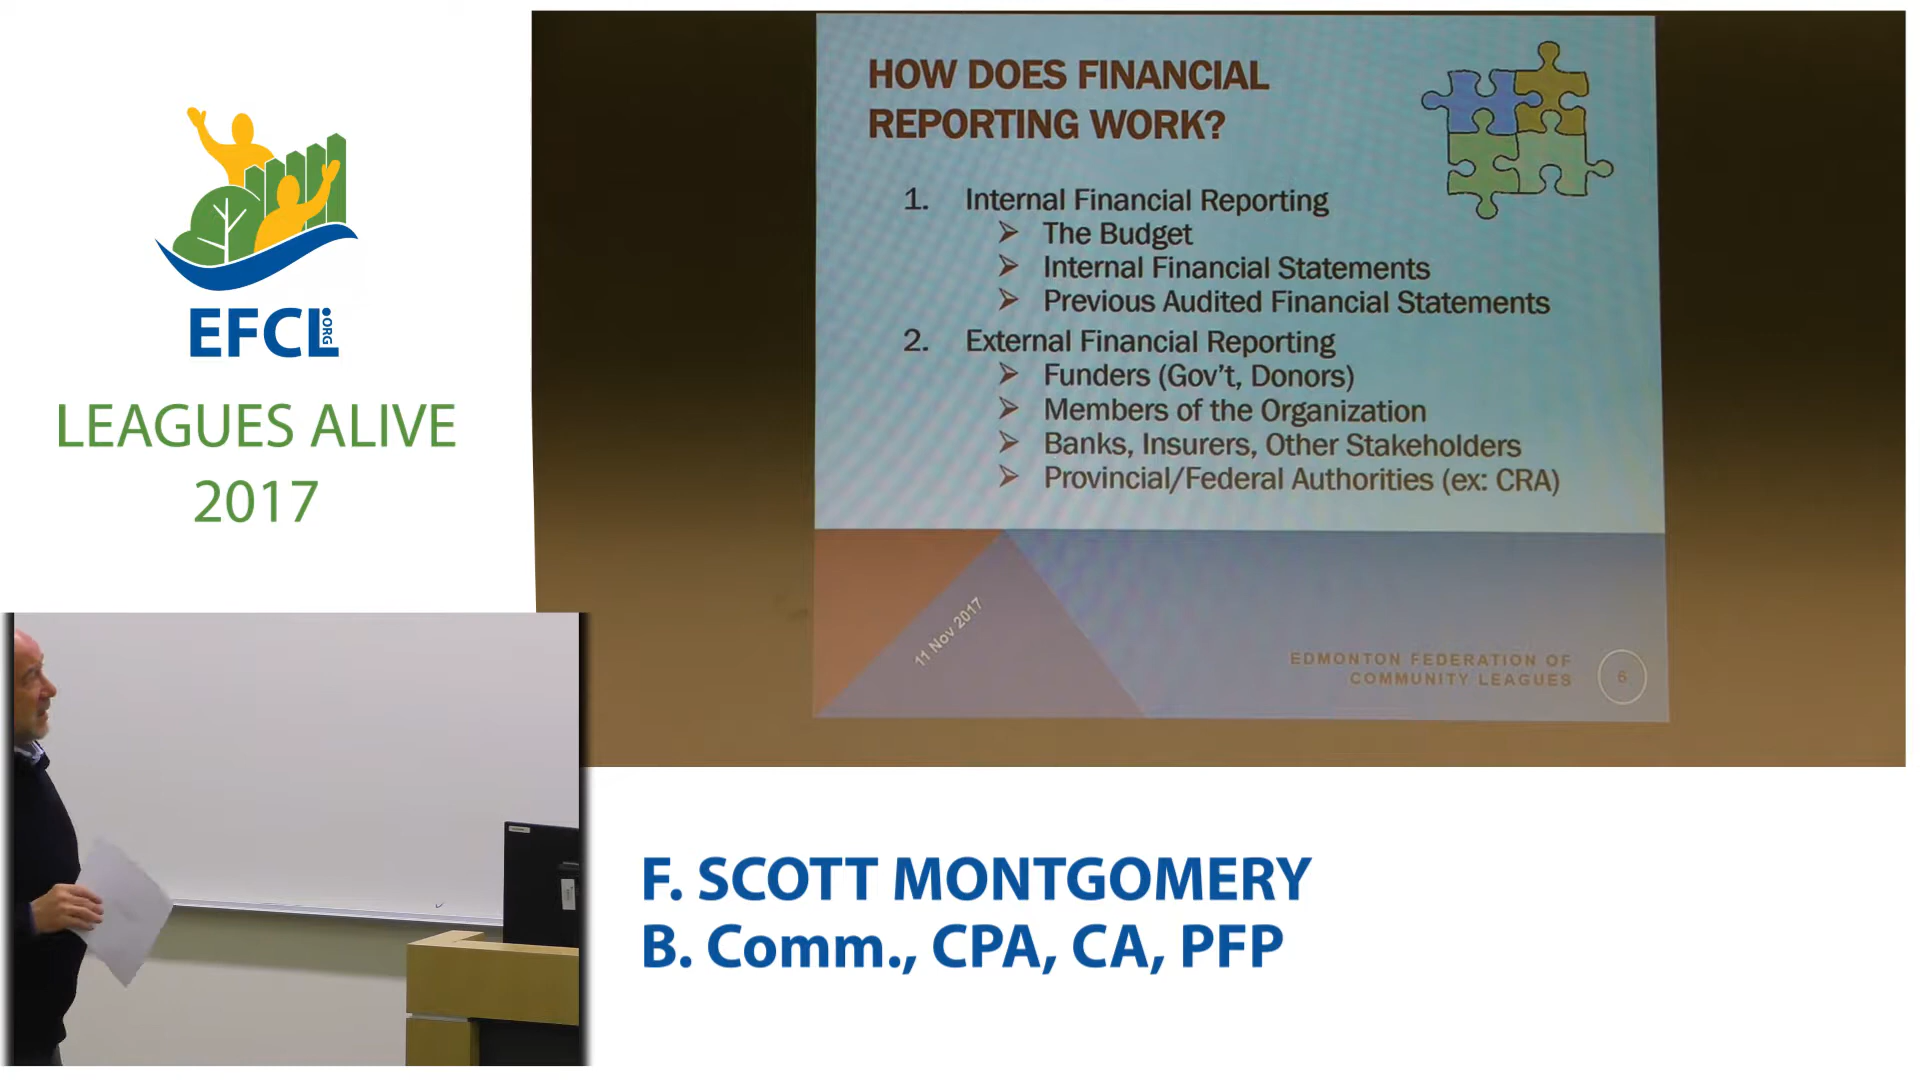 EFCL.ORG
LEAGUES ALIVE
2017
HOW DOES FINANCIAL
REPORTING WORK?
1. Internal Financial Reporting
➢ The Budget
➢ Internal Financial Statements
➢ Previous Audited Financial Statements
2. External Financial Reporting
➢ Funders (Gov't, Donors)
➢ Members of the Organization
➢ Banks, Insurers, Other Stakeholders
➢ Provincial/Federal Authorities (ex: CRA)
11 Nov 2017
EDMONTON FEDERATION OF
COMMUNITY LEAGUES
6
F. SCOTT MONTGOMERY
B. Comm., CPA, CA, PFP